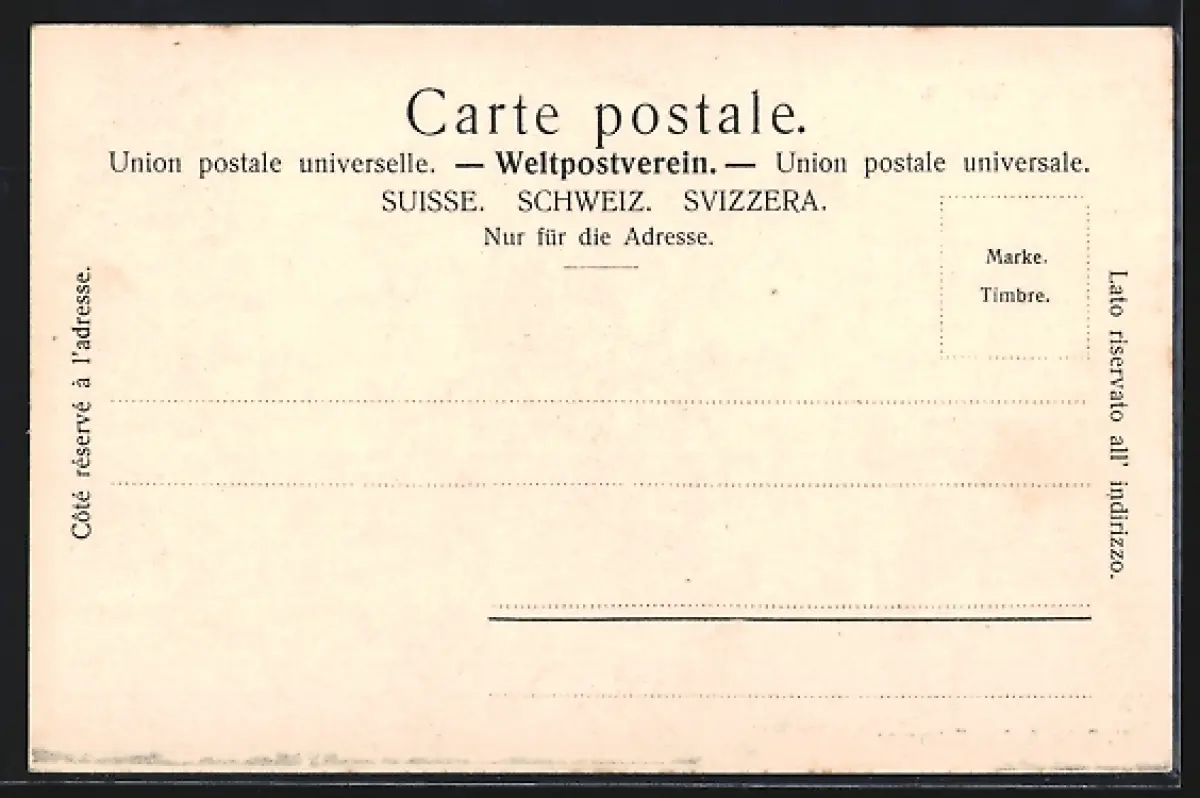 Carte postale.
Union postale universelle. — Weltpostverein. — Union postale universale.
SUISSE. SCHWEIZ. SVIZZERA.
Nur für die Adresse.
Marke.
Timbre.
Côté réservé à l'adresse.
Lato riservato all' indirizzo.